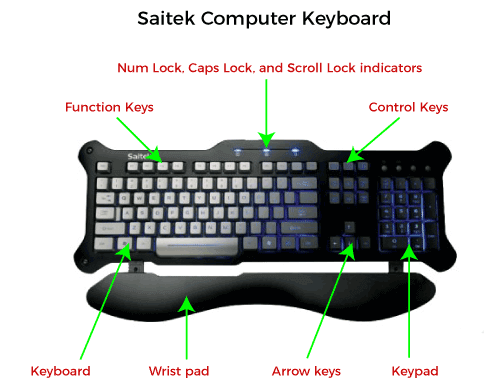 Saitek Computer Keyboard
Num Lock, Caps Lock, and Scroll Lock indicators
Function Keys
Control Keys
Saitek
Keyboard
Wrist pad
Arrow keys
Keypad